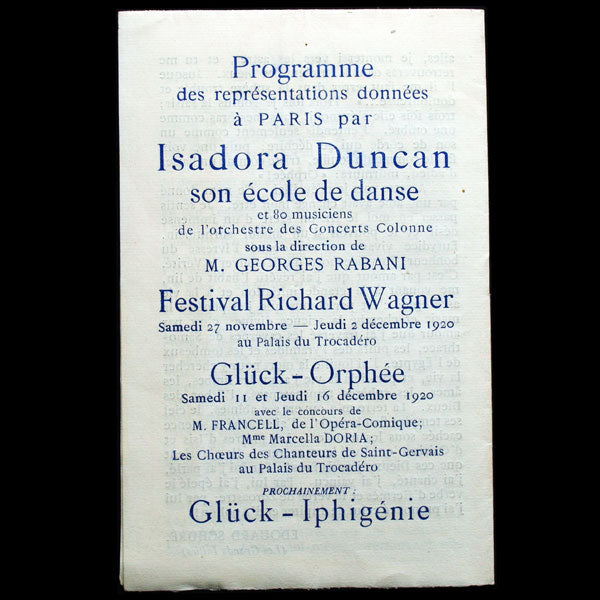 Programme
des représentations données
à PARIS par
Isadora Duncan
son école de danse
et 80 musiciens
de l'orchestre des Concerts Colonne
sous la direction de
M. GEORGES RABANI
Festival Richard Wagner
Samedi 27 novembre — Jeudi 2 décembre 1920
au Palais du Trocadéro
Glück - Orphée
Samedi 11 et Jeudi 16 décembre 1920
avec le concours de
M. FRANCELL, de l'Opéra-Comique;
Mme Marcella DORIA;
Les Chœurs des Chanteurs de Saint-Gervais
au Palais du Trocadéro
PROCHAINEMENT :
Glück - Iphigénie